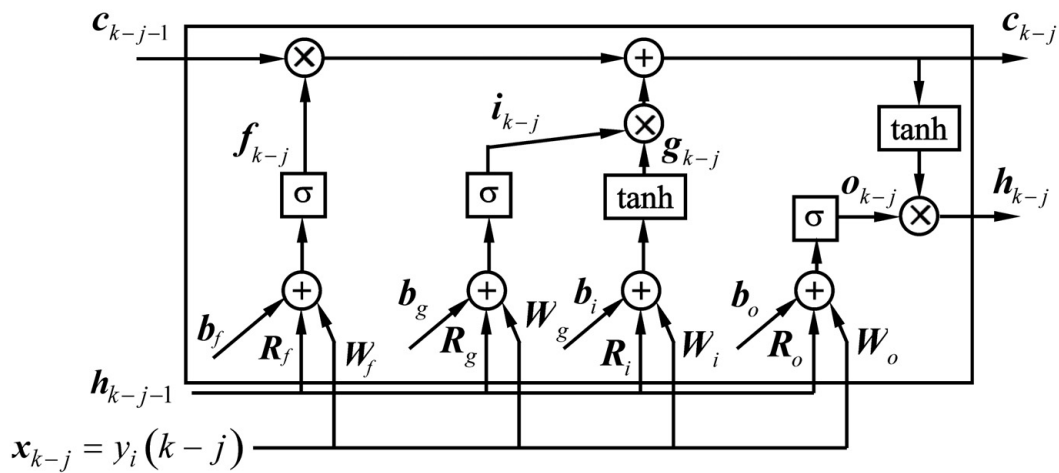 c_{k-j-1} c_{k-j}
× +
i_{k-j} × tanh
f_{k-j} g_{k-j}
σ σ tanh o_{k-j} h_{k-j}
σ ×
+ + + +
b_f R_f W_f b_g R_g W_g b_i R_i W_i b_o R_o W_o
h_{k-j-1}
x_{k-j} = y_i(k-j)